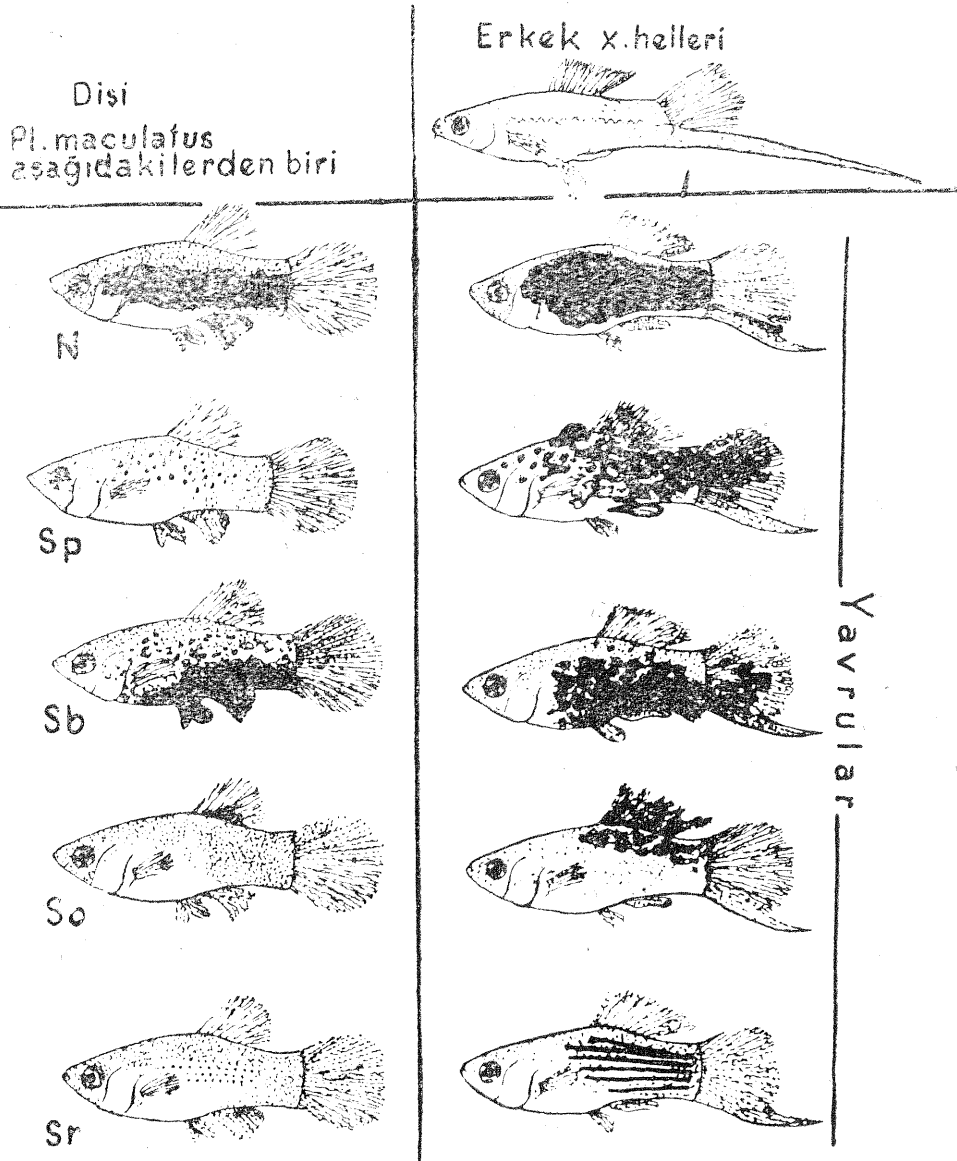 Erkek x.helleri
Dişi
Pl.maculatus
aşağıdakilerden biri
N
Sp
Sb
So
Sr
Yavrular